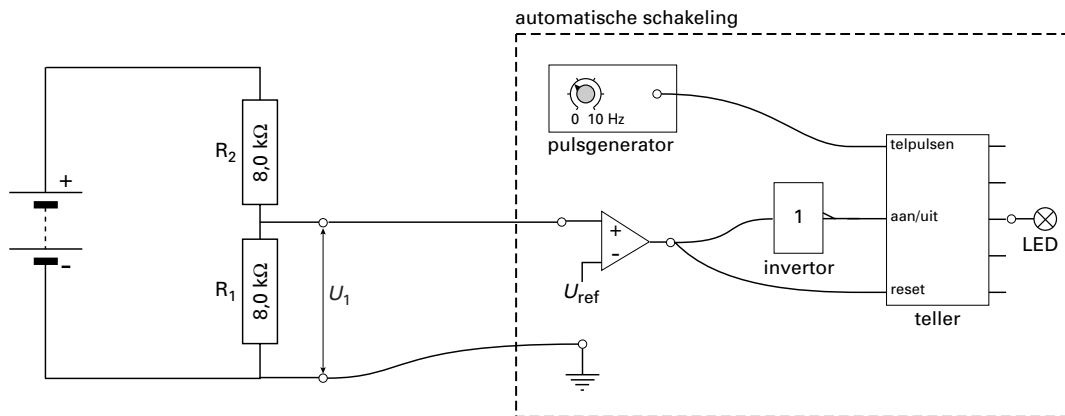 automatische schakeling
0 10 Hz
pulsgenerator
telpulsen
R2
8,0 kΩ
+
-
aan/uit
1
invertor
LED
+
-
Uref
R1
8,0 kΩ
U1
reset
teller